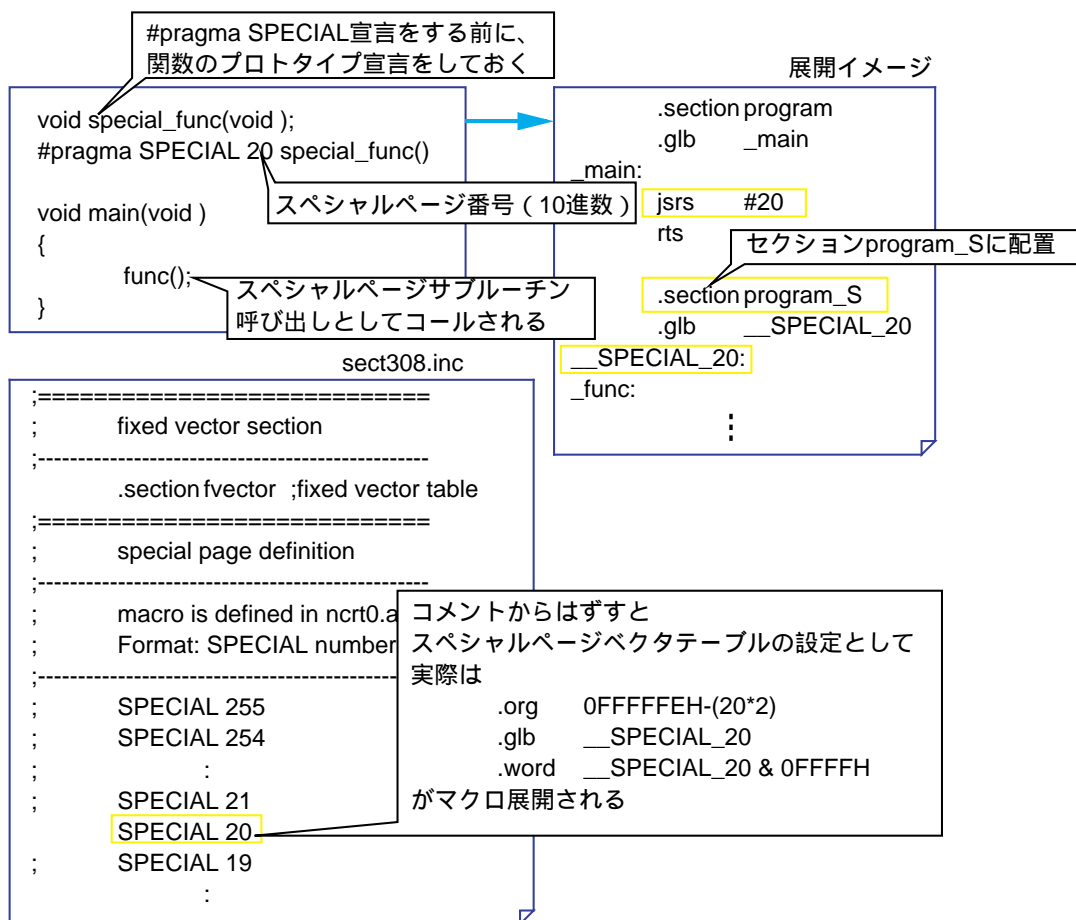 #pragma SPECIAL宣言をする前に、
関数のプロトタイプ宣言をしておく
void special_func(void );
#pragma SPECIAL 20 special_func()
スペシャルページ番号（10進数）
void main(void )
{
func();
}
スペシャルページサブルーチン
呼び出しとしてコールされる
展開イメージ
.section program
.glb _main
_main:
jsrs #20
rts
セクションprogram_Sに配置
.section program_S
.glb __SPECIAL_20
__SPECIAL_20:
_func:
⋮
sect308.inc
;============================
; fixed vector section
;------------------------------------------------
.section fvector ;fixed vector table
;============================
; special page definition
;------------------------------------------------
; macro is defined in ncrt0.a
; Format: SPECIAL number
;------------------------------------------------
; SPECIAL 255
; SPECIAL 254
; :
; SPECIAL 21
SPECIAL 20
; SPECIAL 19
:
コメントからはずすと
スペシャルページベクタテーブルの設定として
実際は
.org 0FFFFFEH-(20*2)
.glb __SPECIAL_20
.word __SPECIAL_20 & 0FFFFH
がマクロ展開される